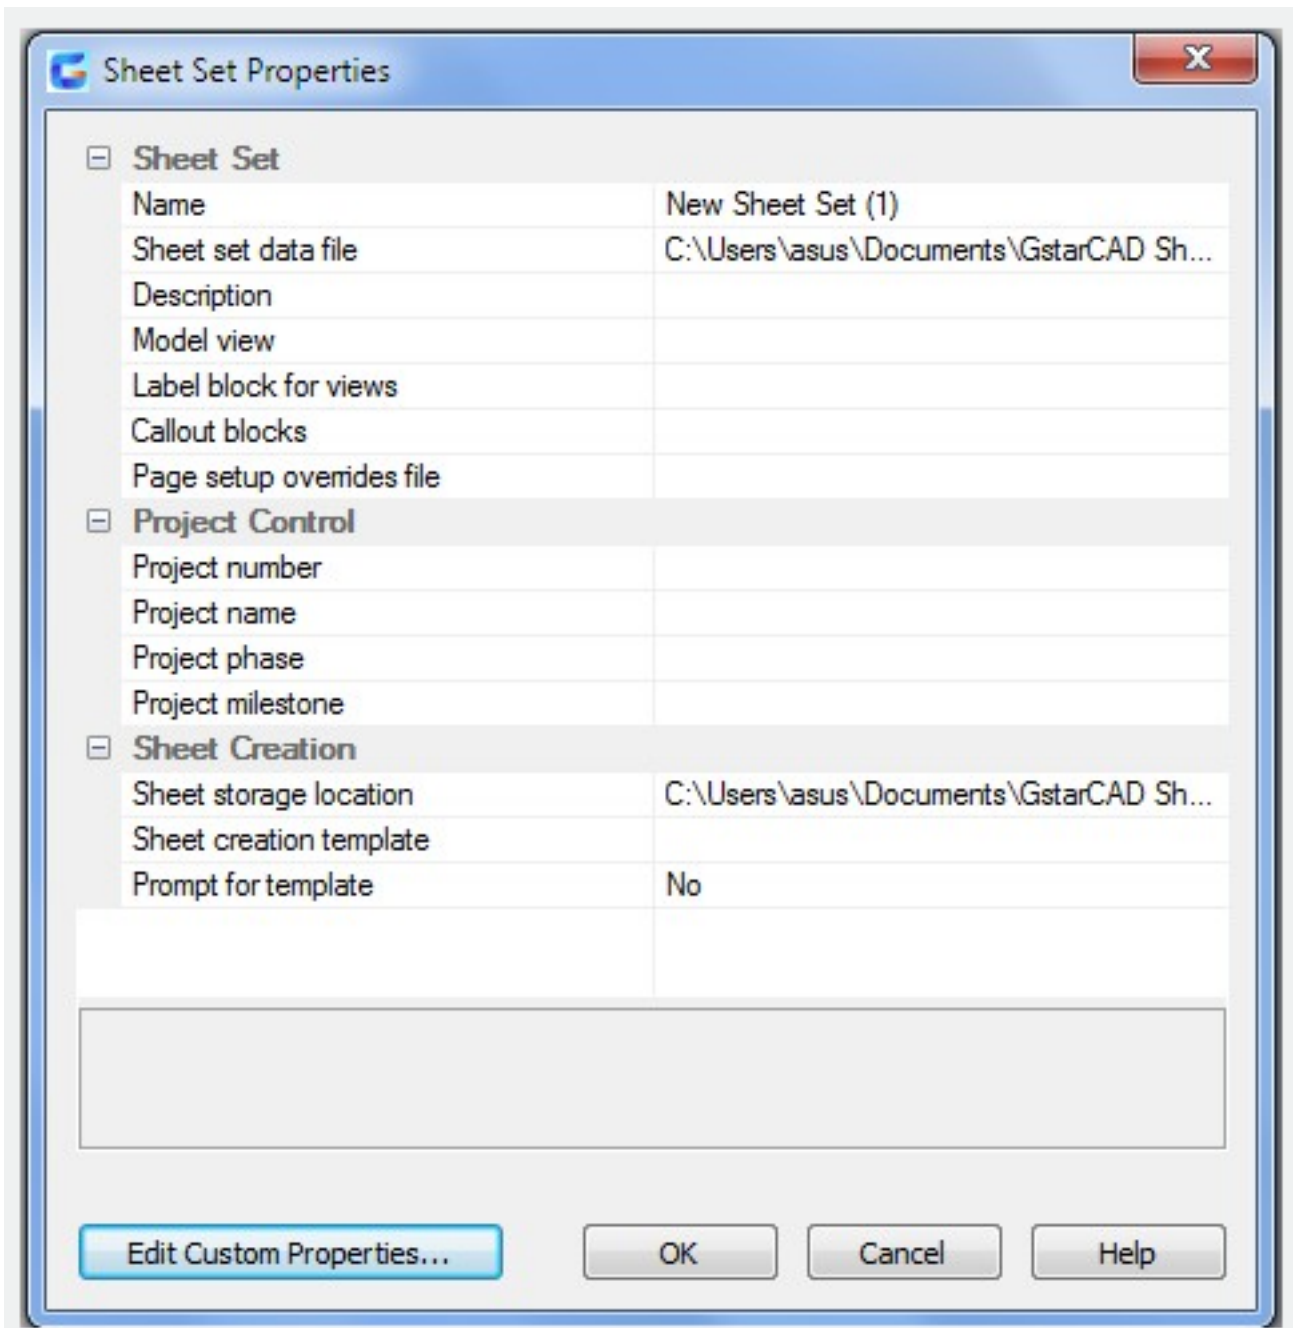 Sheet Set Properties
Sheet Set
Name New Sheet Set (1)
Sheet set data file C:\Users\asus\Documents\GstarCAD Sh...
Description
Model view
Label block for views
Callout blocks
Page setup overrides file
Project Control
Project number
Project name
Project phase
Project milestone
Sheet Creation
Sheet storage location C:\Users\asus\Documents\GstarCAD Sh...
Sheet creation template
Prompt for template No
Edit Custom Properties... OK Cancel Help